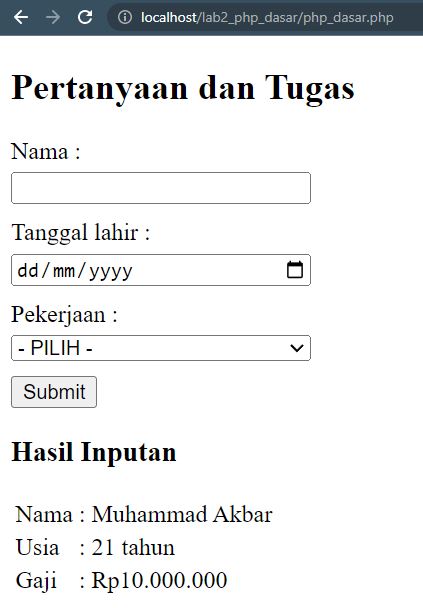 localhost/lab2_php_dasar/php_dasar.php
Pertanyaan dan Tugas
Nama :
Tanggal lahir :
dd/mm/yyyy
Pekerjaan :
- PILIH -
Submit
Hasil Inputan
Nama : Muhammad Akbar
Usia : 21 tahun
Gaji : Rp10.000.000